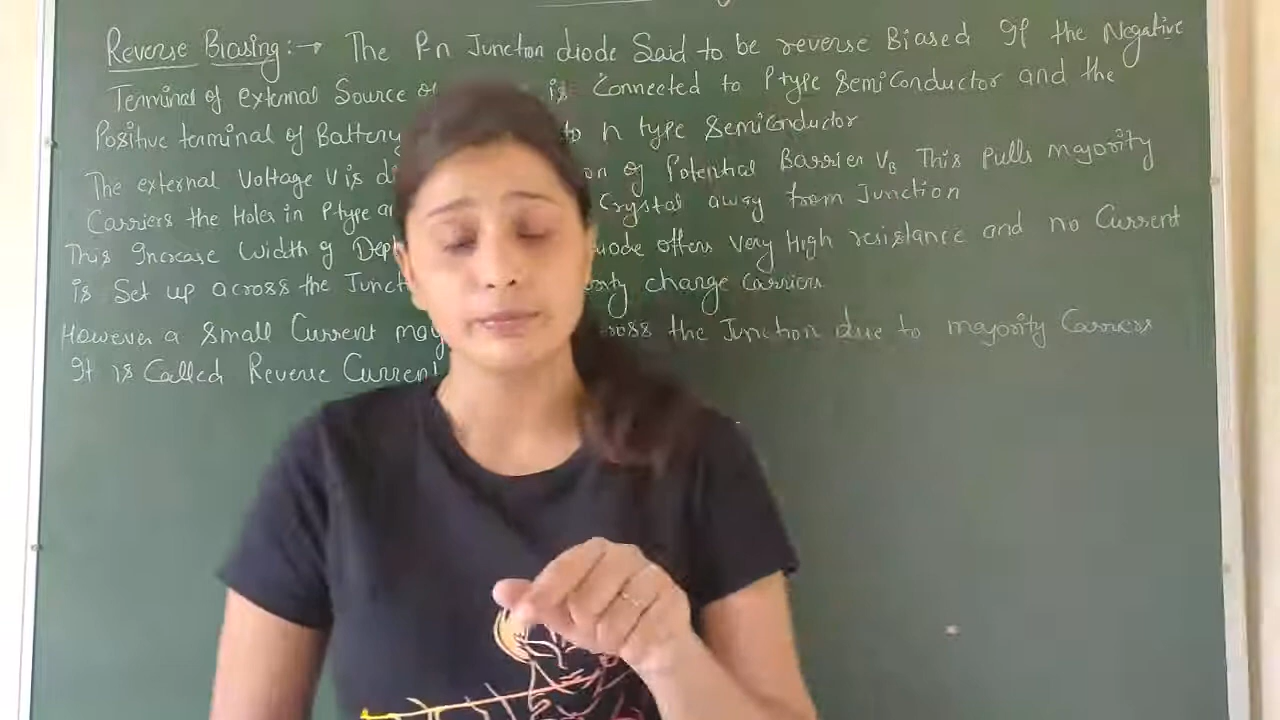 Reverse Biasing:→ The P-n Junction diode Said to be reverse Biased If the Negative
Terminal of external Source of is Connected to P type Semiconductor and the
Positive terminal of Battery to n type Semiconductor
The external Voltage V is on of Potential Barrier VB This pulls majority
Carriers the Holes in P type Crystal away from Junction
This Increase Width of Dep diode offers Very High resistance and no Current
is Set up across the Junct charge Carriers
However a Small Current may the Junction due to majority Carriers
It is Called Reverse Current